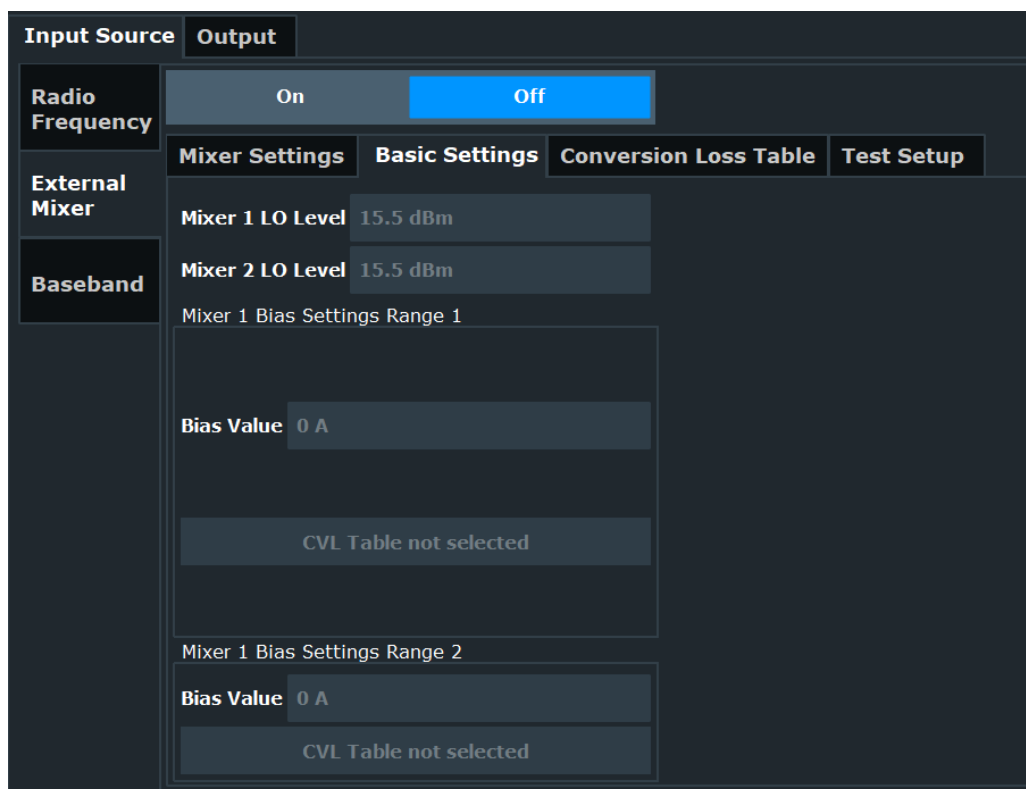 Input Source Output
Radio
Frequency
External
Mixer
Baseband
On Off
Mixer Settings Basic Settings Conversion Loss Table Test Setup
Mixer 1 LO Level 15.5 dBm
Mixer 2 LO Level 15.5 dBm
Mixer 1 Bias Settings Range 1
Bias Value 0 A
CVL Table not selected
Mixer 1 Bias Settings Range 2
Bias Value 0 A
CVL Table not selected